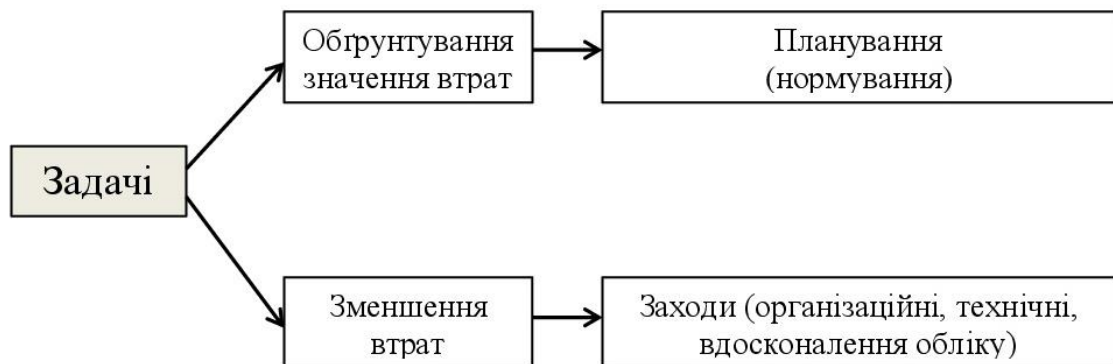 Обґрунтування
значення втрат
Планування
(нормування)
Задачі
Зменшення
втрат
Заходи (організаційні, технічні,
вдосконалення обліку)